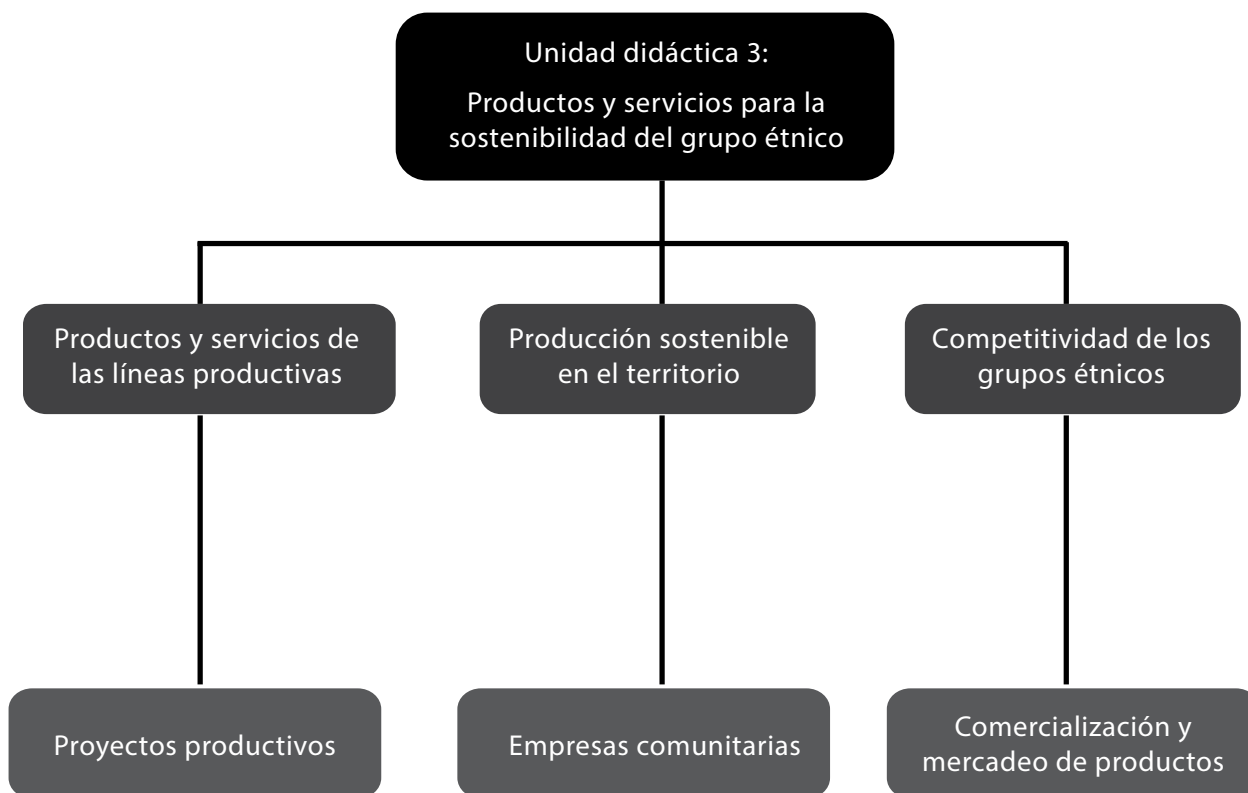 Unidad didáctica 3:
Productos y servicios para la
sostenibilidad del grupo étnico
Productos y servicios de
las líneas productivas
Producción sostenible
en el territorio
Competitividad de los
grupos étnicos
Proyectos productivos
Empresas comunitarias
Comercialización y
mercadeo de productos